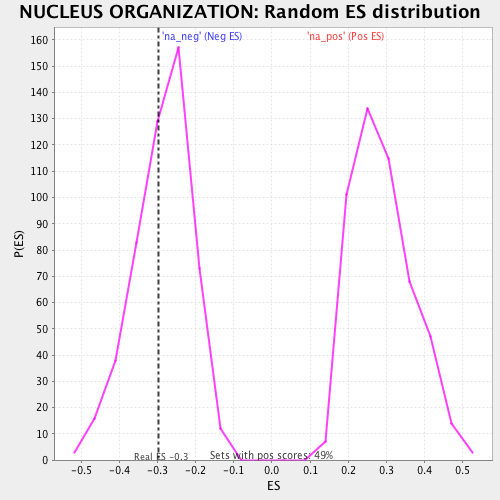 NUCLEUS ORGANIZATION: Random ES distribution
'na_neg' (Neg ES) 'na_pos' (Pos ES)
160
150
140
130
120
110
100
90
80
70
60
50
40
30
20
10
0
P(ES)
Real ES -0.3 Sets with pos scores: 49%
-0.5 -0.4 -0.3 -0.2 -0.1 0.0 0.1 0.2 0.3 0.4 0.5
ES